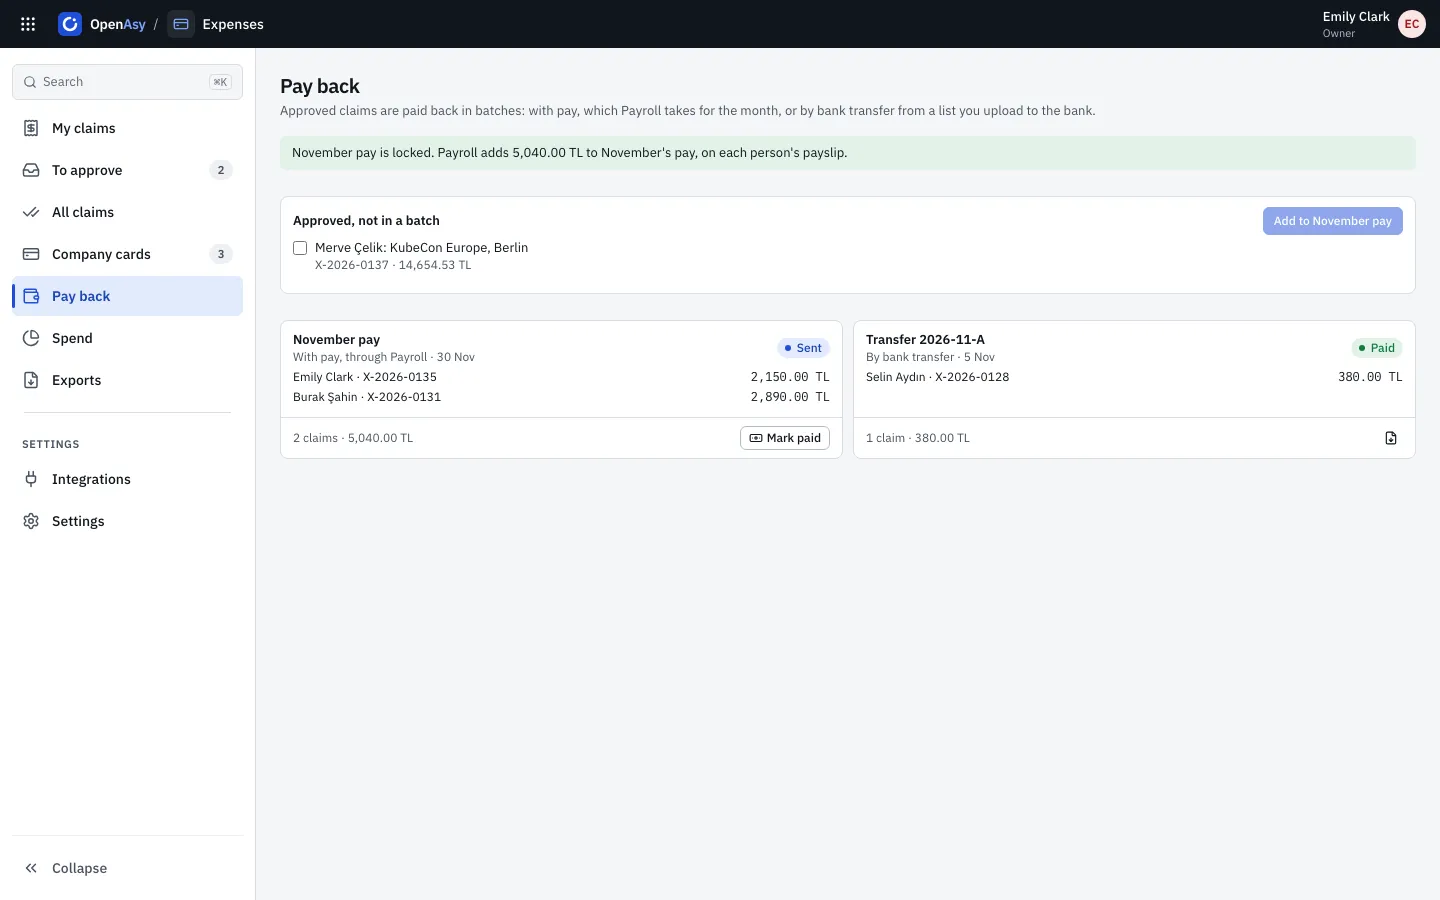 OpenAsy / Expenses
Emily Clark
Owner
EC
Search ⌘K
My claims
To approve 2
All claims
Company cards 3
Pay back
Spend
Exports
SETTINGS
Integrations
Settings
Collapse
Pay back
Approved claims are paid back in batches: with pay, which Payroll takes for the month, or by bank transfer from a list you upload to the bank.
November pay is locked. Payroll adds 5,040.00 TL to November's pay, on each person's payslip.
Approved, not in a batch
Add to November pay
Merve Çelik: KubeCon Europe, Berlin
X-2026-0137 · 14,654.53 TL
November pay
With pay, through Payroll · 30 Nov
Sent
Emily Clark · X-2026-0135 2,150.00 TL
Burak Şahin · X-2026-0131 2,890.00 TL
2 claims · 5,040.00 TL
Mark paid
Transfer 2026-11-A
By bank transfer · 5 Nov
Paid
Selin Aydın · X-2026-0128 380.00 TL
1 claim · 380.00 TL